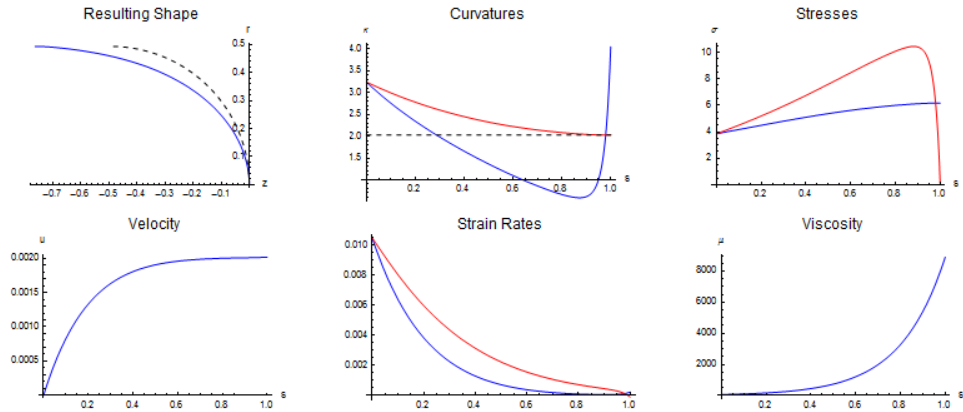 Resulting Shape
Curvatures
Stresses
r
0.5
0.4
0.3
0.2
0.1
−0.7 −0.6 −0.5 −0.4 −0.3 −0.2 −0.1
z
κ
4.0
3.5
3.0
2.5
2.0
1.5
0.2 0.4 0.6 0.8 1.0
s
σ
10
8
6
4
2
0.2 0.4 0.6 0.8 1.0
s
Velocity
Strain Rates
Viscosity
u
0.0020
0.0015
0.0010
0.0005
0.2 0.4 0.6 0.8 1.0
s
0.010
0.008
0.006
0.004
0.002
0.2 0.4 0.6 0.8 1.0
s
μ
8000
6000
4000
2000
0.2 0.4 0.6 0.8 1.0
s